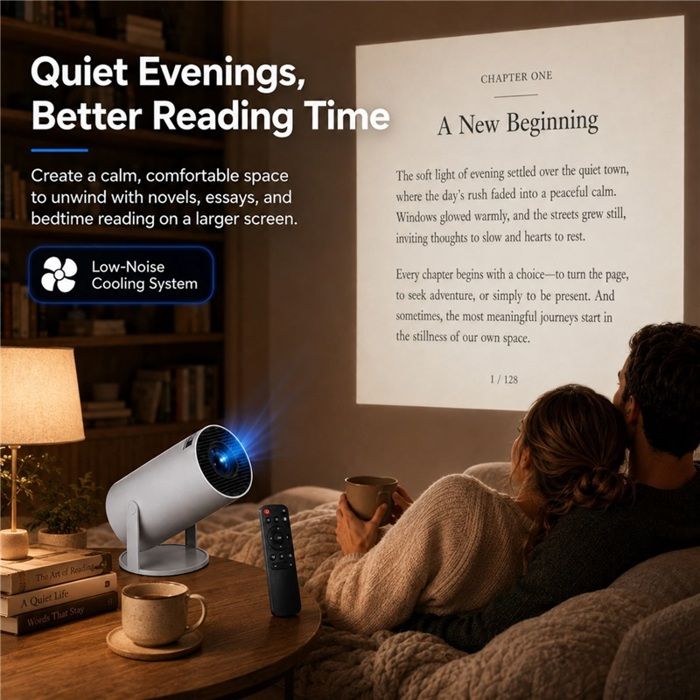 Quiet Evenings,
Better Reading Time
Create a calm, comfortable space
to unwind with novels, essays, and
bedtime reading on a larger screen.
Low-Noise
Cooling System
CHAPTER ONE
A New Beginning
The soft light of evening settled over the quiet town,
where the day's rush faded into a peaceful calm.
Windows glowed warmly, and the streets grew still,
inviting thoughts to slow and hearts to rest.
Every chapter begins with a choice—to turn the page,
to seek adventure, or simply to be present. And
sometimes, the most meaningful journeys start in
the stillness of our own space.
1 / 128
The Art of Reading
A Quiet Life
Words That Stay